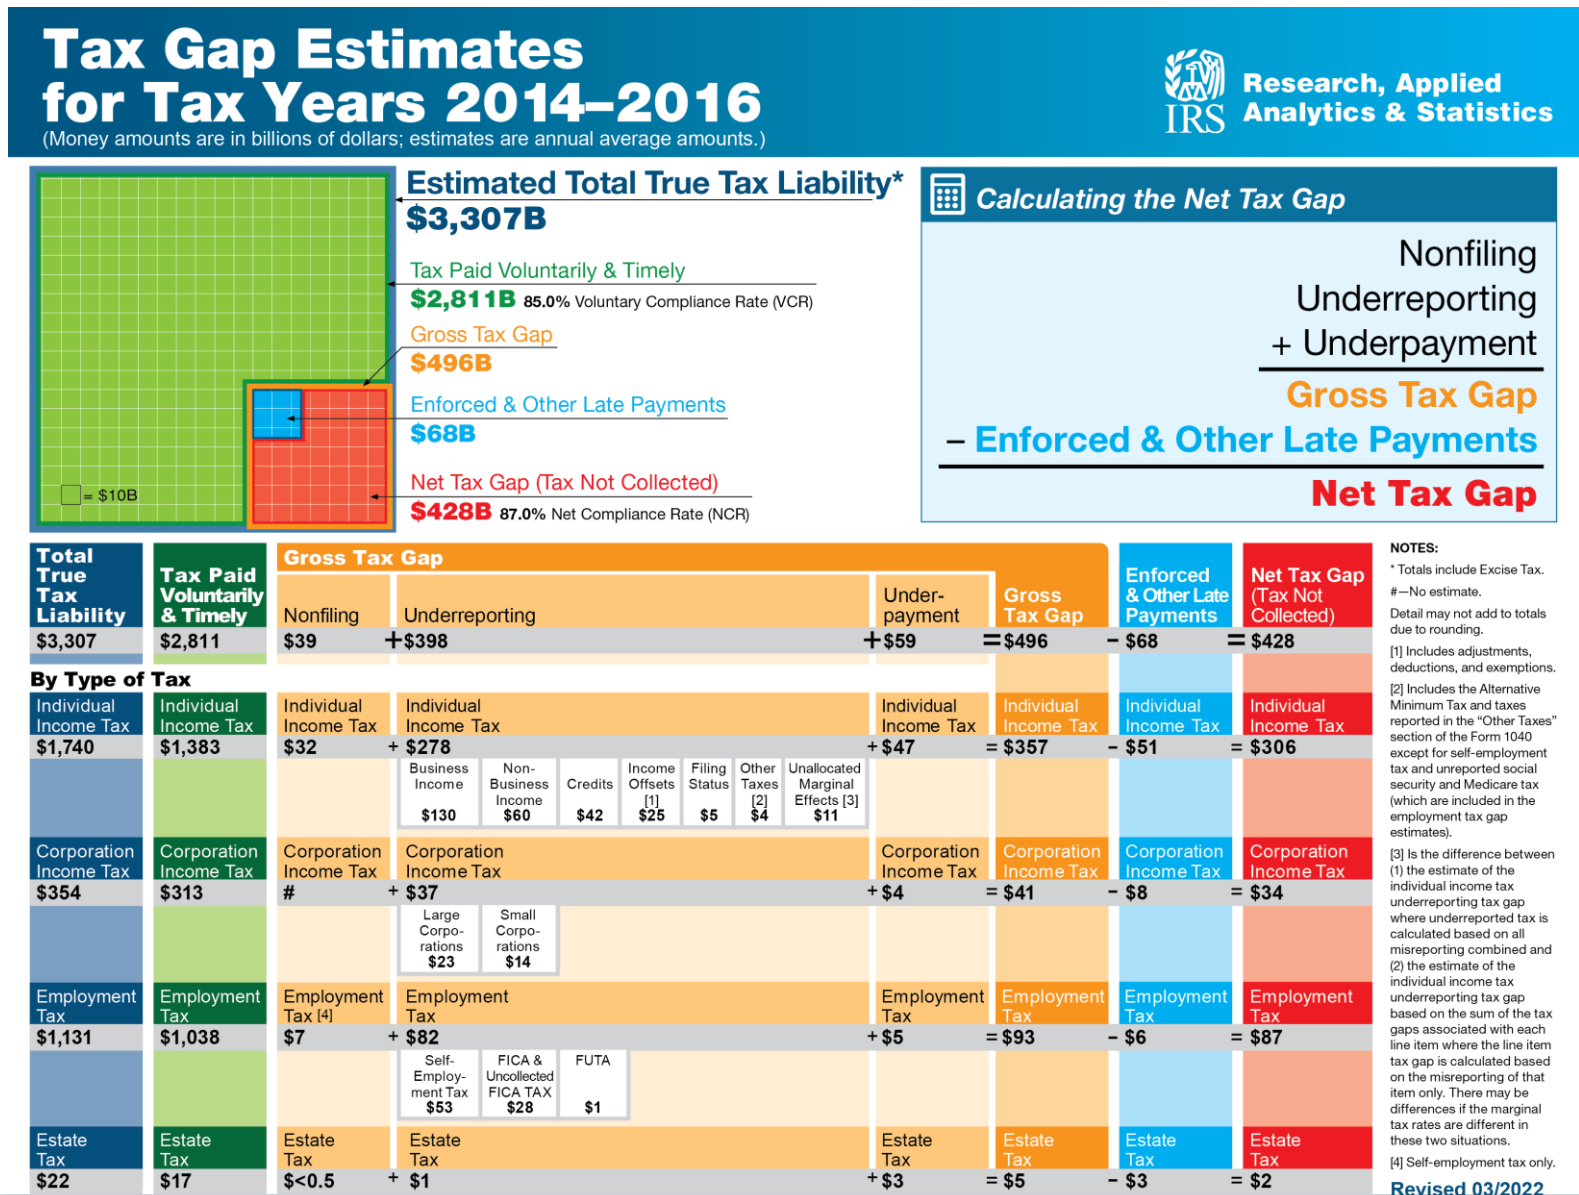 Tax Gap Estimates
for Tax Years 2014–2016
(Money amounts are in billions of dollars; estimates are annual average amounts.)
IRS
Research, Applied
Analytics & Statistics
Estimated Total True Tax Liability*
$3,307B
Tax Paid Voluntarily & Timely
$2,811B 85.0% Voluntary Compliance Rate (VCR)
Gross Tax Gap
$496B
Enforced & Other Late Payments
$68B
Net Tax Gap (Tax Not Collected)
$428B 87.0% Net Compliance Rate (NCR)
= $10B
Calculating the Net Tax Gap
Nonfiling
Underreporting
+ Underpayment
Gross Tax Gap
– Enforced & Other Late Payments
Net Tax Gap
Total
True
Tax
Liability
$3,307
Tax Paid
Voluntarily
& Timely
$2,811
Gross Tax Gap
Nonfiling
$39
+
Underreporting
$398
+
Under-
payment
$59
=
Gross
Tax Gap
$496
–
Enforced
& Other Late
Payments
$68
=
Net Tax Gap
(Tax Not
Collected)
$428
By Type of Tax
Individual
Income Tax
$1,740
Individual
Income Tax
$1,383
Individual
Income Tax
$32
+
Individual
Income Tax
$278
+
Individual
Income Tax
$47
=
Individual
Income Tax
$357
–
Individual
Income Tax
$51
=
Individual
Income Tax
$306
Business
Income
$130
Non-
Business
Income
$60
Credits
$42
Income
Offsets
[1]
$25
Filing
Status
$5
Other
Taxes
[2]
$4
Unallocated
Marginal
Effects [3]
$11
Corporation
Income Tax
$354
Corporation
Income Tax
$313
Corporation
Income Tax
#
+
Corporation
Income Tax
$37
+
Corporation
Income Tax
$4
=
Corporation
Income Tax
$41
–
Corporation
Income Tax
$8
=
Corporation
Income Tax
$34
Large
Corpo-
rations
$23
Small
Corpo-
rations
$14
Employment
Tax
$1,131
Employment
Tax
$1,038
Employment
Tax [4]
$7
+
Employment
Tax
$82
+
Employment
Tax
$5
=
Employment
Tax
$93
–
Employment
Tax
$6
=
Employment
Tax
$87
Self-
Employ-
ment Tax
$53
FICA &
Uncollected
FICA TAX
$28
FUTA
$1
Estate
Tax
$22
Estate
Tax
$17
Estate
Tax
$<0.5
+
Estate
Tax
$1
+
Estate
Tax
$3
=
Estate
Tax
$5
–
Estate
Tax
$3
=
Estate
Tax
$2
NOTES:
* Totals include Excise Tax.
#—No estimate.
Detail may not add to totals
due to rounding.
[1] Includes adjustments,
deductions, and exemptions.
[2] Includes the Alternative
Minimum Tax and taxes
reported in the “Other Taxes”
section of the Form 1040
except for self-employment
tax and unreported social
security and Medicare tax
(which are included in the
employment tax gap
estimates).
[3] Is the difference between
(1) the estimate of the
individual income tax
underreporting tax gap
where underreported tax is
calculated based on all
misreporting combined and
(2) the estimate of the
individual income tax
underreporting tax gap
based on the sum of the tax
gaps associated with each
line item where the line item
tax gap is calculated based
on the misreporting of that
item only. There may be
differences if the marginal
tax rates are different in
these two situations.
[4] Self-employment tax only.
Revised 03/2022